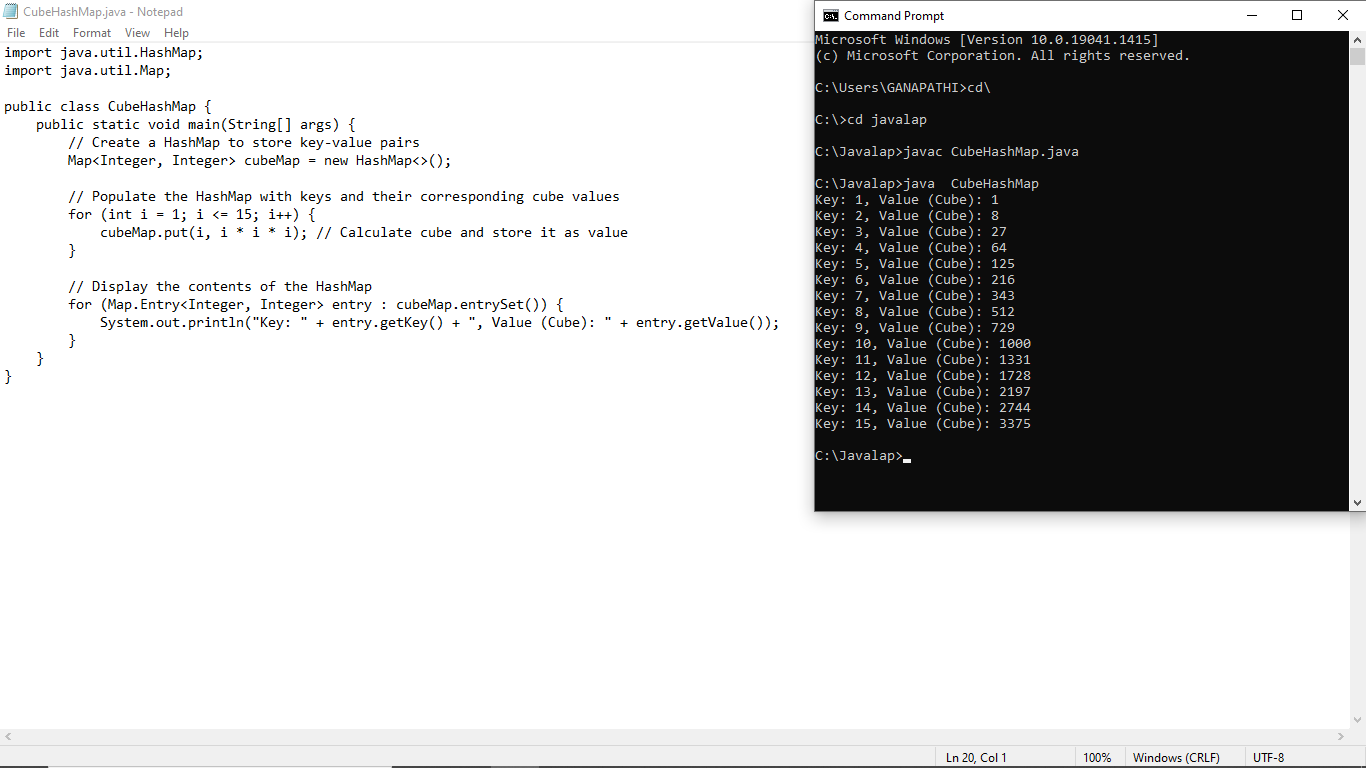 CubeHashMap.java - Notepad
File Edit Format View Help
import java.util.HashMap;
import java.util.Map;
public class CubeHashMap {
    public static void main(String[] args) {
        // Create a HashMap to store key-value pairs
        Map<Integer, Integer> cubeMap = new HashMap<>();
        // Populate the HashMap with keys and their corresponding cube values
        for (int i = 1; i <= 15; i++) {
            cubeMap.put(i, i * i * i); // Calculate cube and store it as value
        }
        // Display the contents of the HashMap
        for (Map.Entry<Integer, Integer> entry : cubeMap.entrySet()) {
            System.out.println("Key: " + entry.getKey() + ", Value (Cube): " + entry.getValue());
        }
    }
}
Command Prompt
Microsoft Windows [Version 10.0.19041.1415]
(c) Microsoft Corporation. All rights reserved.
C:\Users\GANAPATHI>cd\
C:\>cd javalap
C:\Javalap>javac CubeHashMap.java
C:\Javalap>java  CubeHashMap
Key: 1, Value (Cube): 1
Key: 2, Value (Cube): 8
Key: 3, Value (Cube): 27
Key: 4, Value (Cube): 64
Key: 5, Value (Cube): 125
Key: 6, Value (Cube): 216
Key: 7, Value (Cube): 343
Key: 8, Value (Cube): 512
Key: 9, Value (Cube): 729
Key: 10, Value (Cube): 1000
Key: 11, Value (Cube): 1331
Key: 12, Value (Cube): 1728
Key: 13, Value (Cube): 2197
Key: 14, Value (Cube): 2744
Key: 15, Value (Cube): 3375
C:\Javalap>
Ln 20, Col 1 100% Windows (CRLF) UTF-8